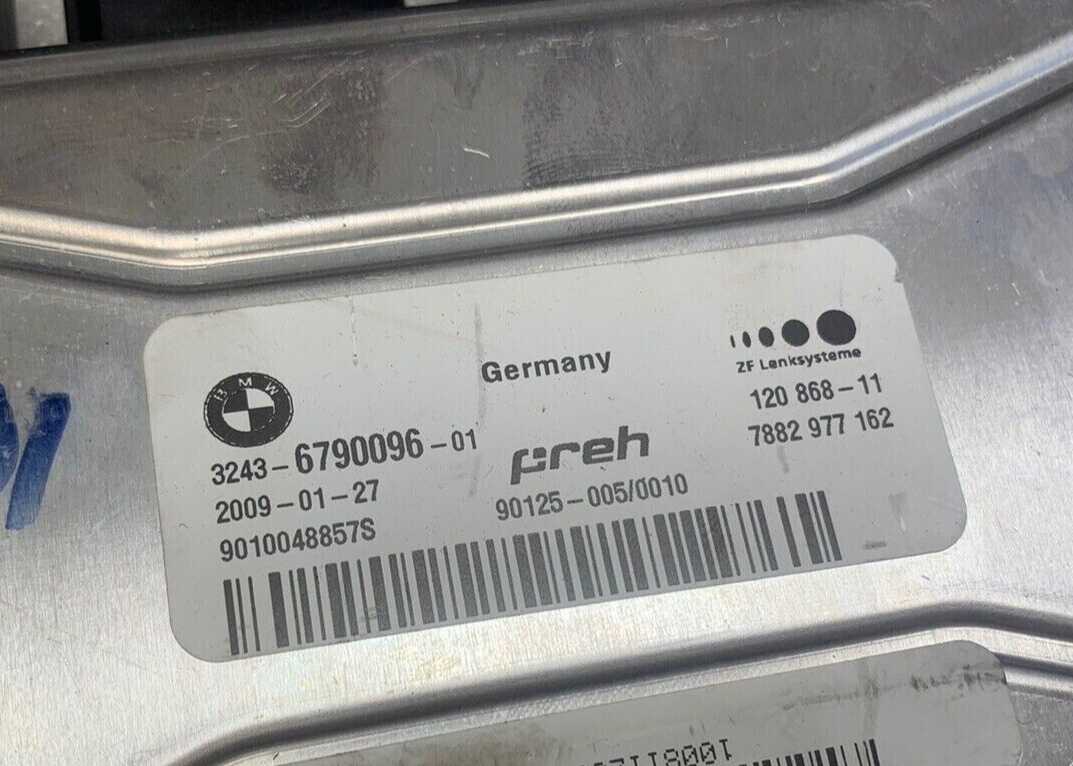 BMW
3243-6790096-01
2009-01-27
9010048857S
Germany
preh
90125-005/0010
ZF Lenksysteme
120 868-11
7882 977 162